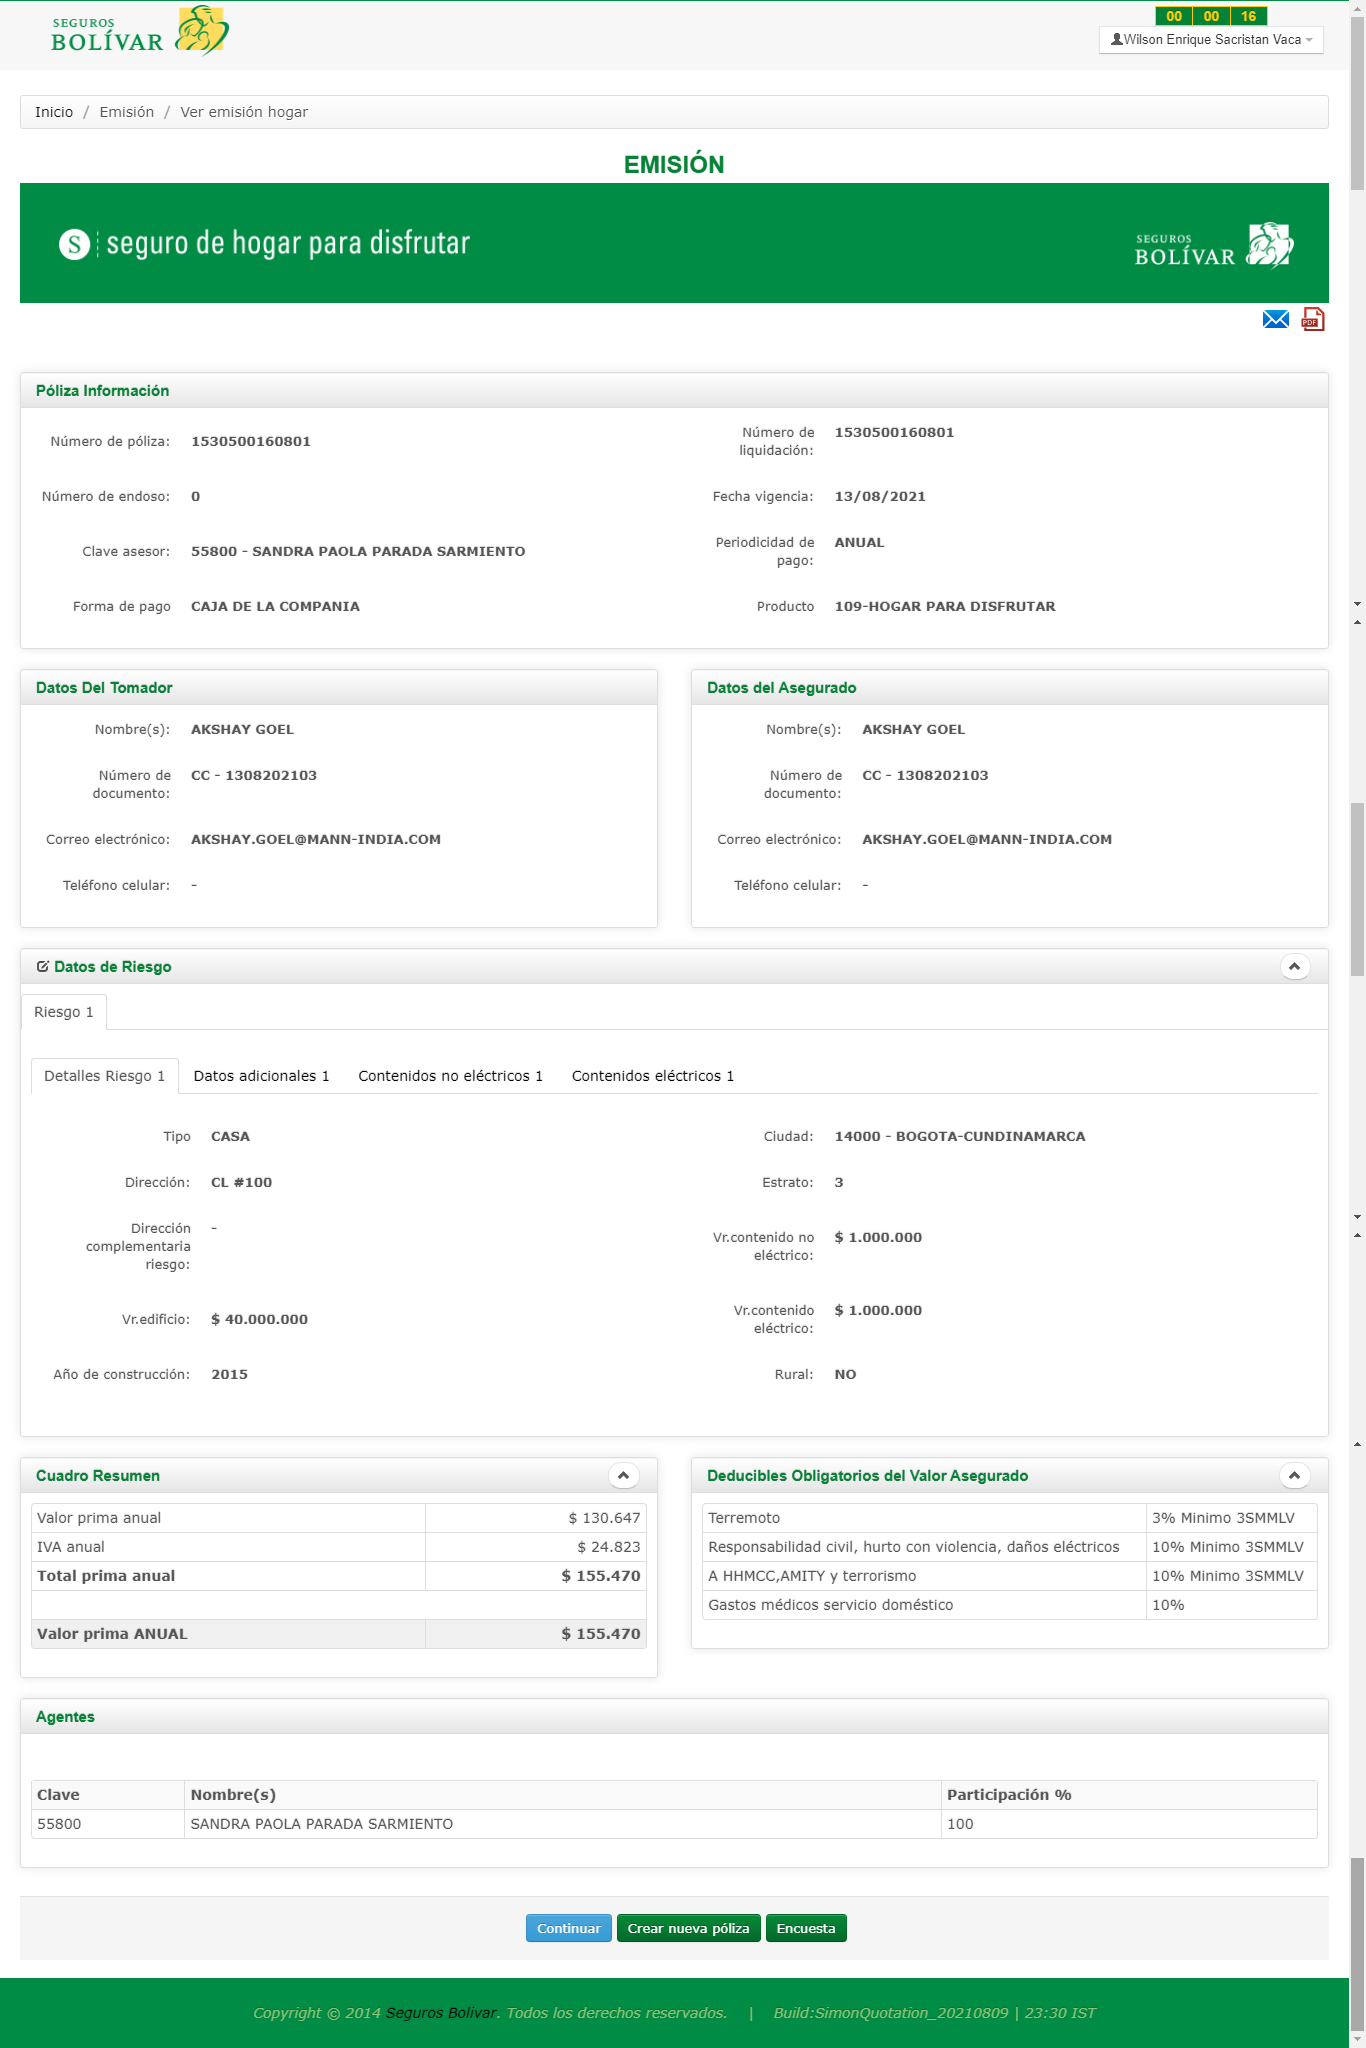 SEGUROS
BOLÍVAR
00 00 16
Wilson Enrique Sacristan Vaca
Inicio / Emisión / Ver emisión hogar
EMISIÓN
S seguro de hogar para disfrutar
SEGUROS
BOLÍVAR
PDF
Póliza Información
Número de póliza: 1530500160801
Número de liquidación: 1530500160801
Número de endoso: 0
Fecha vigencia: 13/08/2021
Clave asesor: 55800 - SANDRA PAOLA PARADA SARMIENTO
Periodicidad de pago: ANUAL
Forma de pago CAJA DE LA COMPANIA
Producto 109-HOGAR PARA DISFRUTAR
Datos Del Tomador
Nombre(s): AKSHAY GOEL
Número de documento: CC - 1308202103
Correo electrónico: AKSHAY.GOEL@MANN-INDIA.COM
Teléfono celular: -
Datos del Asegurado
Nombre(s): AKSHAY GOEL
Número de documento: CC - 1308202103
Correo electrónico: AKSHAY.GOEL@MANN-INDIA.COM
Teléfono celular: -
Datos de Riesgo
Riesgo 1
Detalles Riesgo 1 Datos adicionales 1 Contenidos no eléctricos 1 Contenidos eléctricos 1
Tipo CASA
Ciudad: 14000 - BOGOTA-CUNDINAMARCA
Dirección: CL #100
Estrato: 3
Dirección complementaria riesgo: -
Vr.contenido no eléctrico: $ 1.000.000
Vr.edificio: $ 40.000.000
Vr.contenido eléctrico: $ 1.000.000
Año de construcción: 2015
Rural: NO
Cuadro Resumen
Valor prima anual $ 130.647
IVA anual $ 24.823
Total prima anual $ 155.470
Valor prima ANUAL $ 155.470
Deducibles Obligatorios del Valor Asegurado
Terremoto 3% Minimo 3SMMLV
Responsabilidad civil, hurto con violencia, daños eléctricos 10% Minimo 3SMMLV
A HHMCC,AMITY y terrorismo 10% Minimo 3SMMLV
Gastos médicos servicio doméstico 10%
Agentes
Clave Nombre(s) Participación %
55800 SANDRA PAOLA PARADA SARMIENTO 100
Continuar Crear nueva póliza Encuesta
Copyright © 2014 Seguros Bolivar. Todos los derechos reservados. | Build:SimonQuotation_20210809 | 23:30 IST